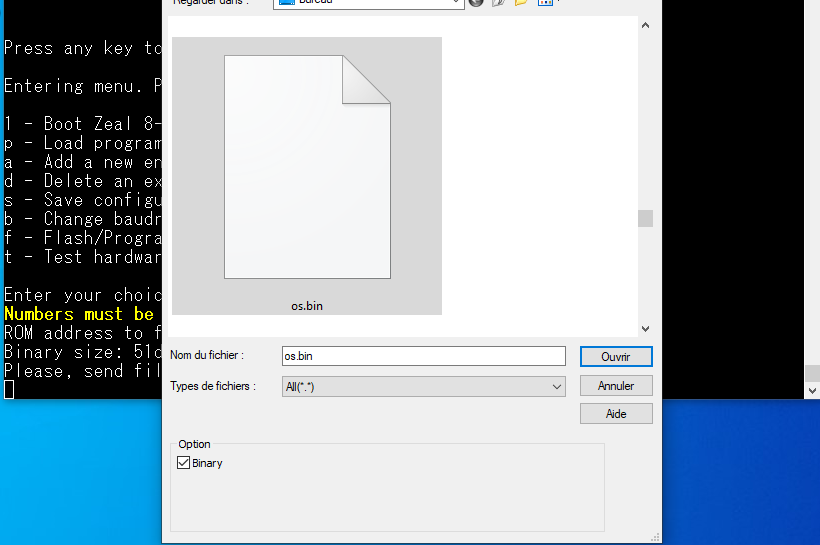 Regarder dans :
Bureau
Press any key to
Entering menu. P
1 - Boot Zeal 8-
p - Load program
a - Add a new en
d - Delete an ex
s - Save configu
b - Change baudr
f - Flash/Progra
t - Test hardwar
Enter your choic
Numbers must be
ROM address to f
Binary size: 51d
Please, send fil
os.bin
Nom du fichier :
os.bin
Ouvrir
Types de fichiers :
All(*.*)
Annuler
Aide
Option
Binary